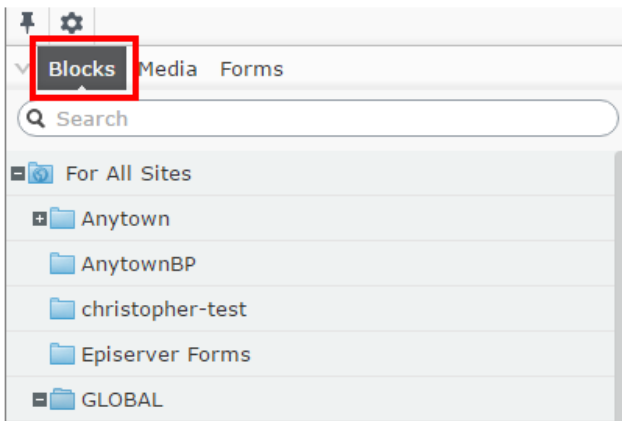 Blocks Media Forms
Search
For All Sites
Anytown
AnytownBP
christopher-test
Episerver Forms
GLOBAL